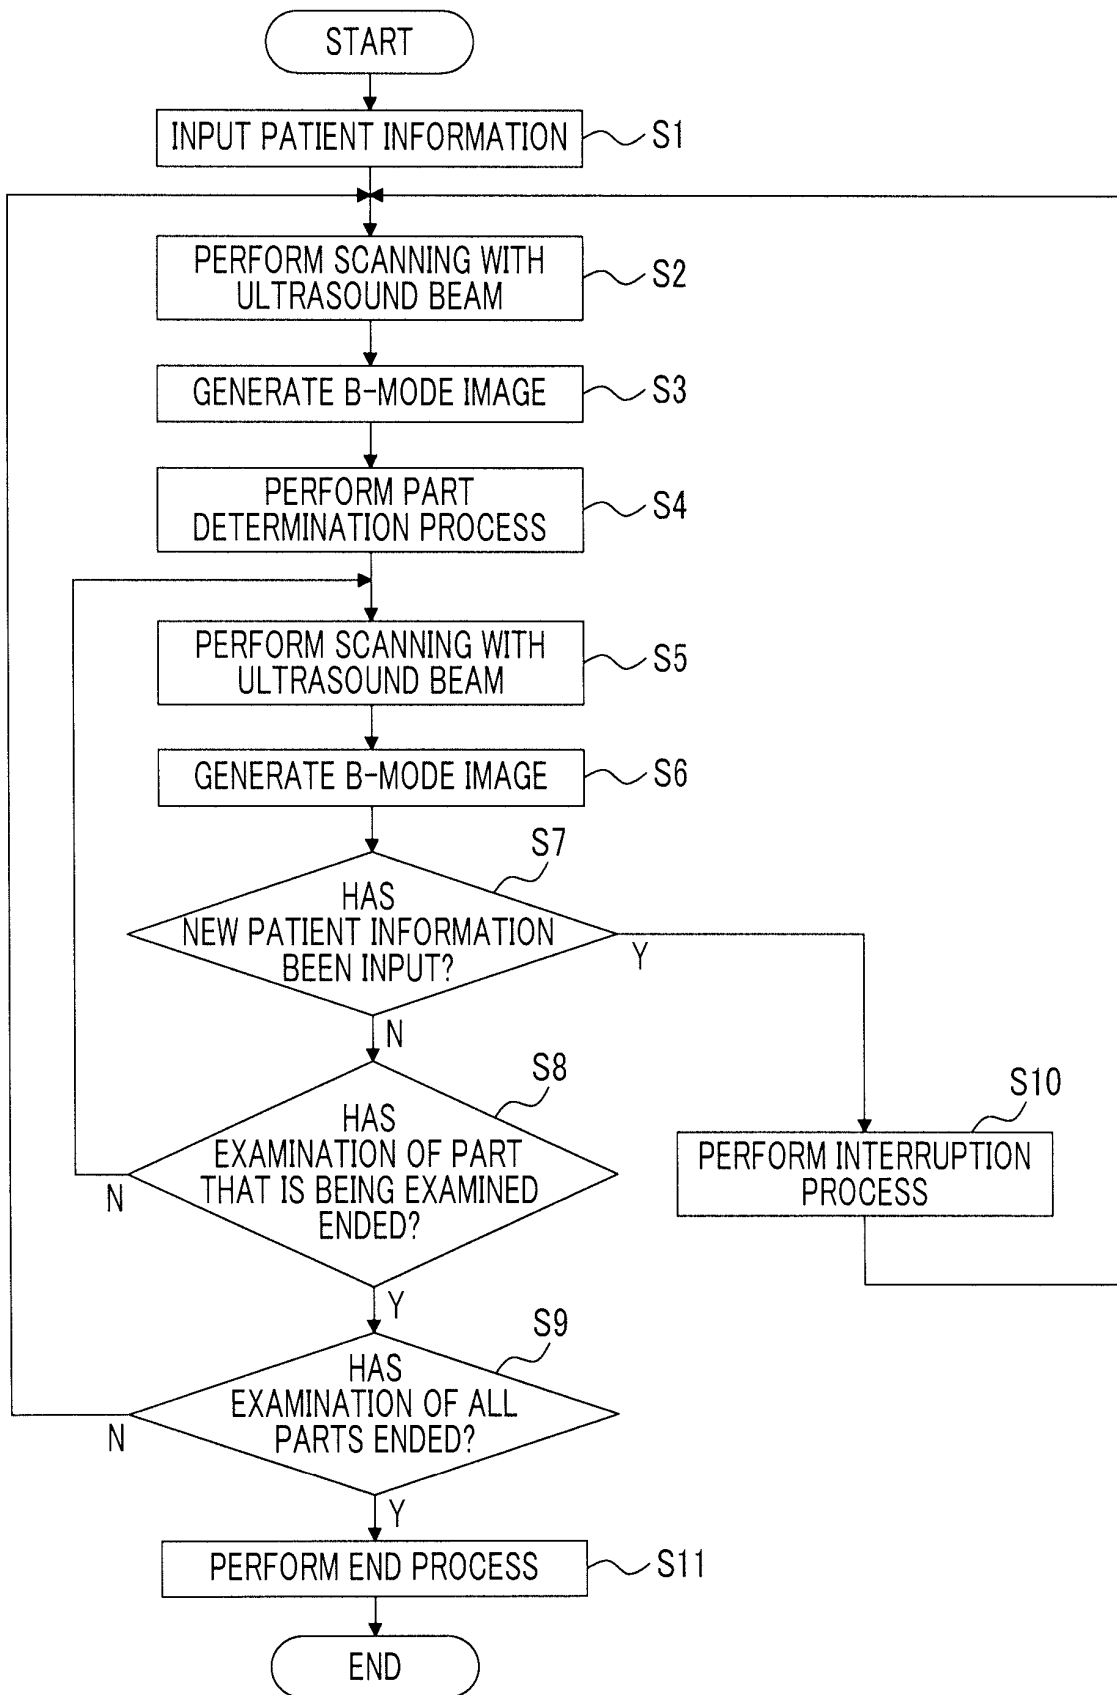 START
INPUT PATIENT INFORMATION
S1
PERFORM SCANNING WITH
ULTRASOUND BEAM
S2
GENERATE B-MODE IMAGE
S3
PERFORM PART
DETERMINATION PROCESS
S4
PERFORM SCANNING WITH
ULTRASOUND BEAM
S5
GENERATE B-MODE IMAGE
S6
S7
HAS
NEW PATIENT INFORMATION
BEEN INPUT?
Y
N
S8
HAS
EXAMINATION OF PART
THAT IS BEING EXAMINED
ENDED?
N
Y
S10
PERFORM INTERRUPTION
PROCESS
S9
HAS
EXAMINATION OF ALL
PARTS ENDED?
N
Y
PERFORM END PROCESS
S11
END